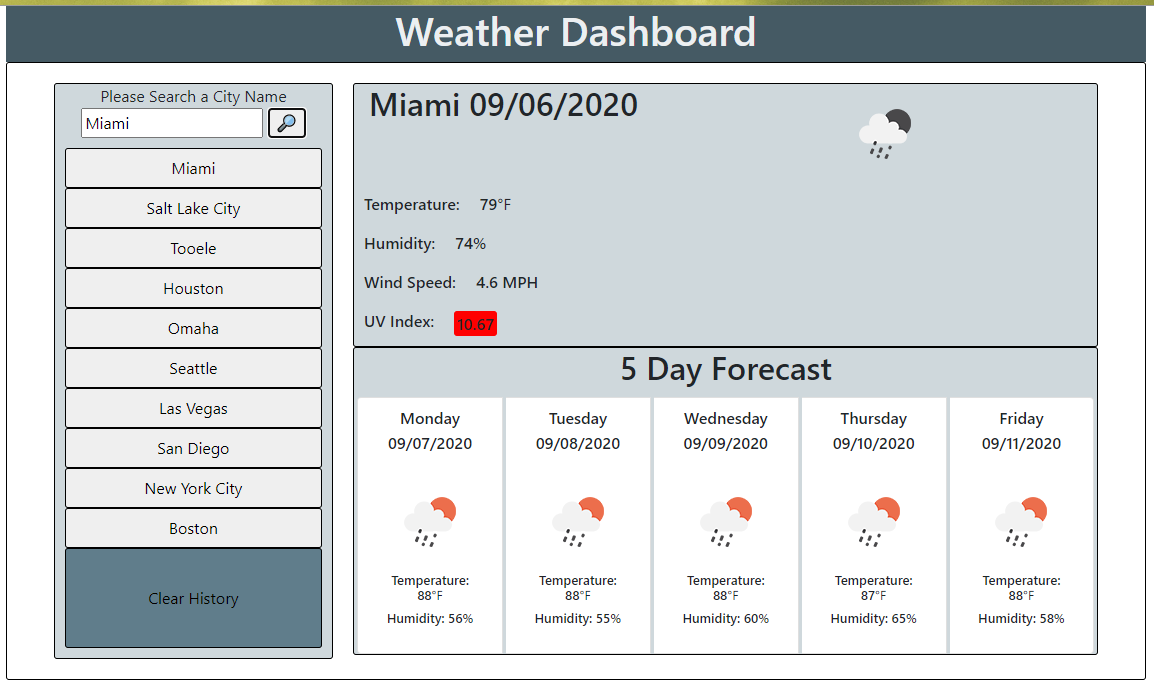 Weather Dashboard
Please Search a City Name
Miami
Miami
Salt Lake City
Tooele
Houston
Omaha
Seattle
Las Vegas
San Diego
New York City
Boston
Clear History
Miami 09/06/2020
Temperature: 79°F
Humidity: 74%
Wind Speed: 4.6 MPH
UV Index: 10.67
5 Day Forecast
Monday
09/07/2020
Temperature:
88°F
Humidity: 56%
Tuesday
09/08/2020
Temperature:
88°F
Humidity: 55%
Wednesday
09/09/2020
Temperature:
88°F
Humidity: 60%
Thursday
09/10/2020
Temperature:
87°F
Humidity: 65%
Friday
09/11/2020
Temperature:
88°F
Humidity: 58%